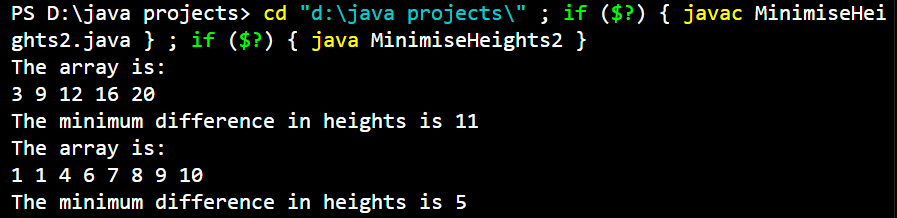 PS D:\java projects> cd "d:\java projects\" ; if ($?) { javac MinimiseHei
ghts2.java } ; if ($?) { java MinimiseHeights2 }
The array is:
3 9 12 16 20
The minimum difference in heights is 11
The array is:
1 1 4 6 7 8 9 10
The minimum difference in heights is 5